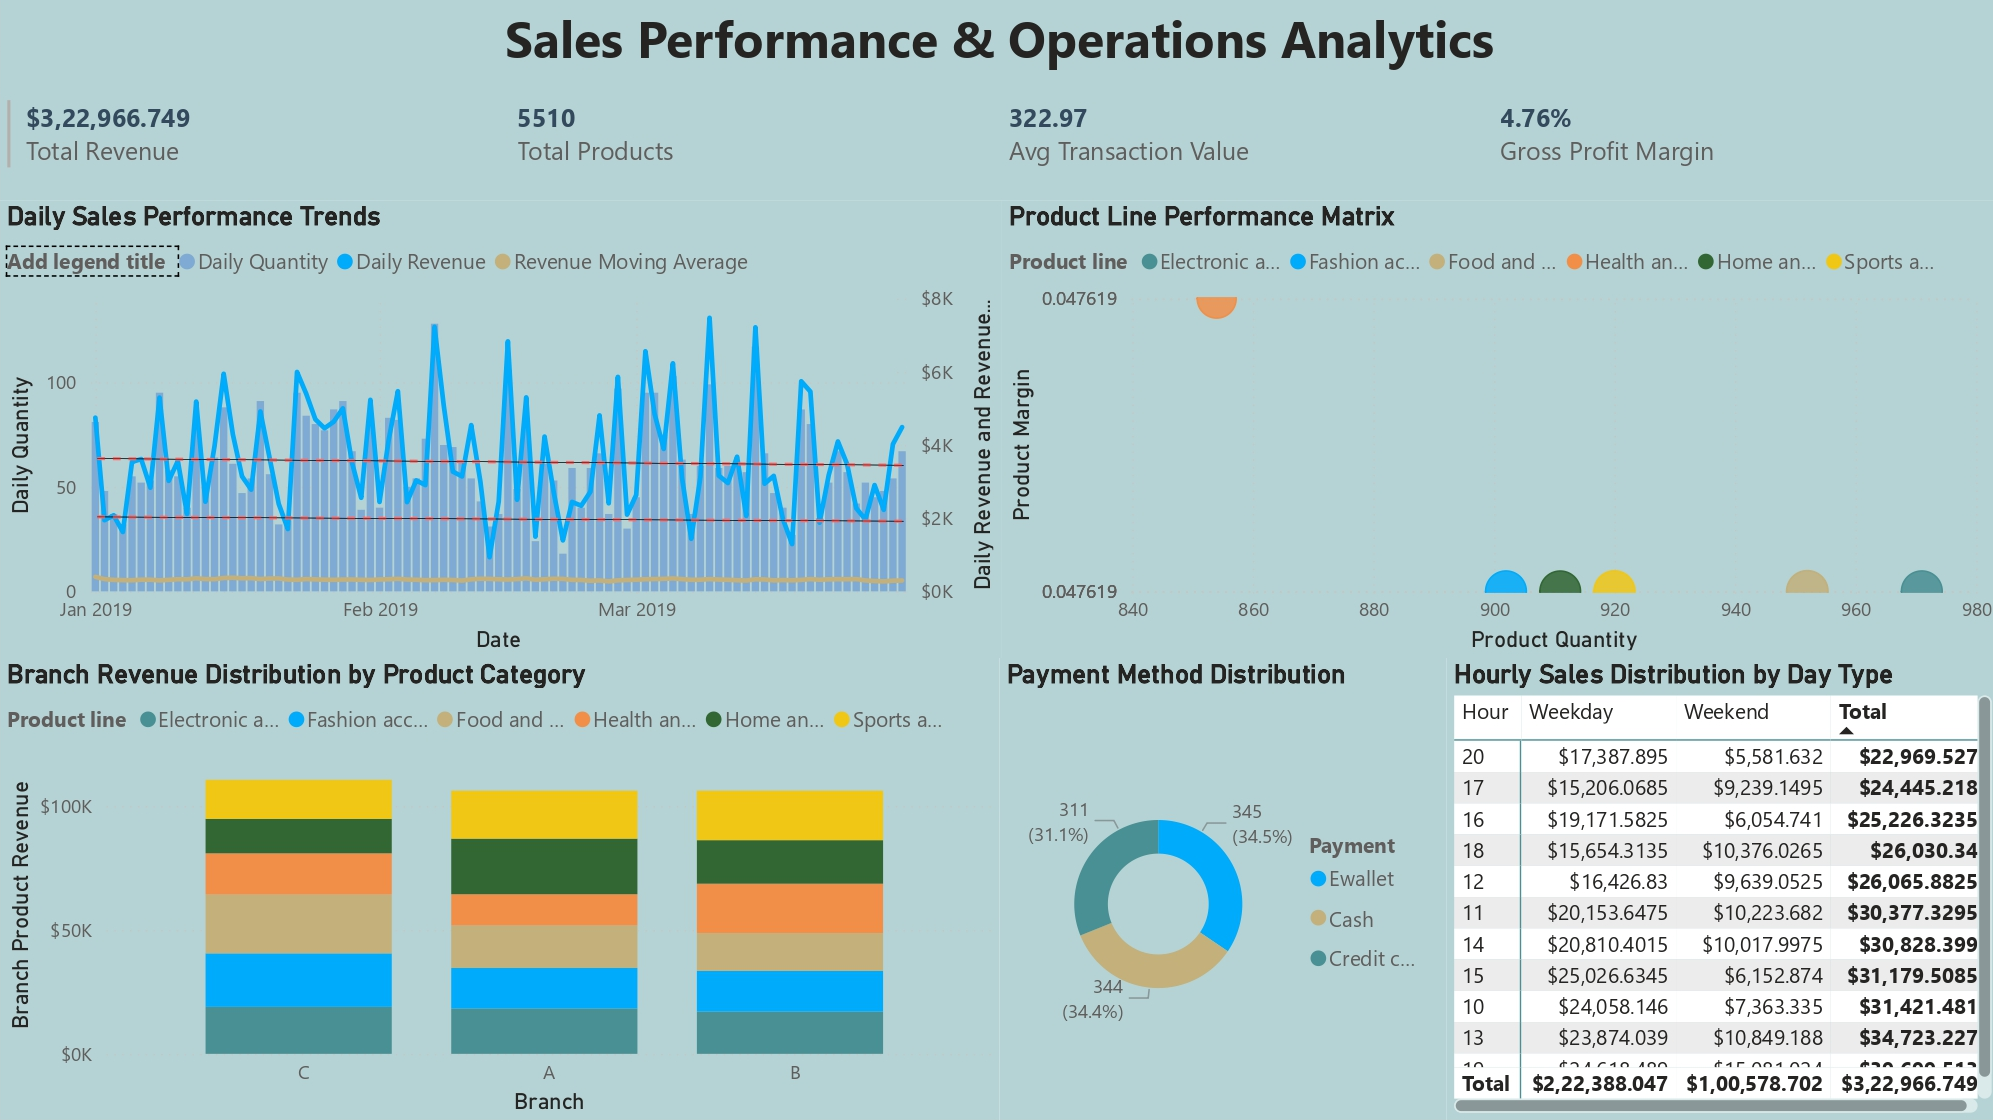 Sales Performance & Operations Analytics
$3,22,966.749
Total Revenue
5510
Total Products
322.97
Avg Transaction Value
4.76%
Gross Profit Margin
Daily Sales Performance Trends
Add legend title Daily Quantity Daily Revenue Revenue Moving Average
Daily Quantity
100
50
0
$8K
$6K
$4K
$2K
$0K
Daily Revenue and Revenue...
Jan 2019 Feb 2019 Mar 2019
Date
Product Line Performance Matrix
Product line Electronic a... Fashion ac... Food and ... Health an... Home an... Sports a...
Product Margin
0.047619
0.047619
840 860 880 900 920 940 960 980
Product Quantity
Branch Revenue Distribution by Product Category
Product line Electronic a... Fashion acc... Food and ... Health an... Home an... Sports a...
Branch Product Revenue
$100K
$50K
$0K
C A B
Branch
Payment Method Distribution
311
(31.1%)
345
(34.5%)
344
(34.4%)
Payment
Ewallet
Cash
Credit c...
Hourly Sales Distribution by Day Type
Hour Weekday Weekend Total
20 $17,387.895 $5,581.632 $22,969.527
17 $15,206.0685 $9,239.1495 $24,445.218
16 $19,171.5825 $6,054.741 $25,226.3235
18 $15,654.3135 $10,376.0265 $26,030.34
12 $16,426.83 $9,639.0525 $26,065.8825
11 $20,153.6475 $10,223.682 $30,377.3295
14 $20,810.4015 $10,017.9975 $30,828.399
15 $25,026.6345 $6,152.874 $31,179.5085
10 $24,058.146 $7,363.335 $31,421.481
13 $23,874.039 $10,849.188 $34,723.227
Total $2,22,388.047 $1,00,578.702 $3,22,966.749